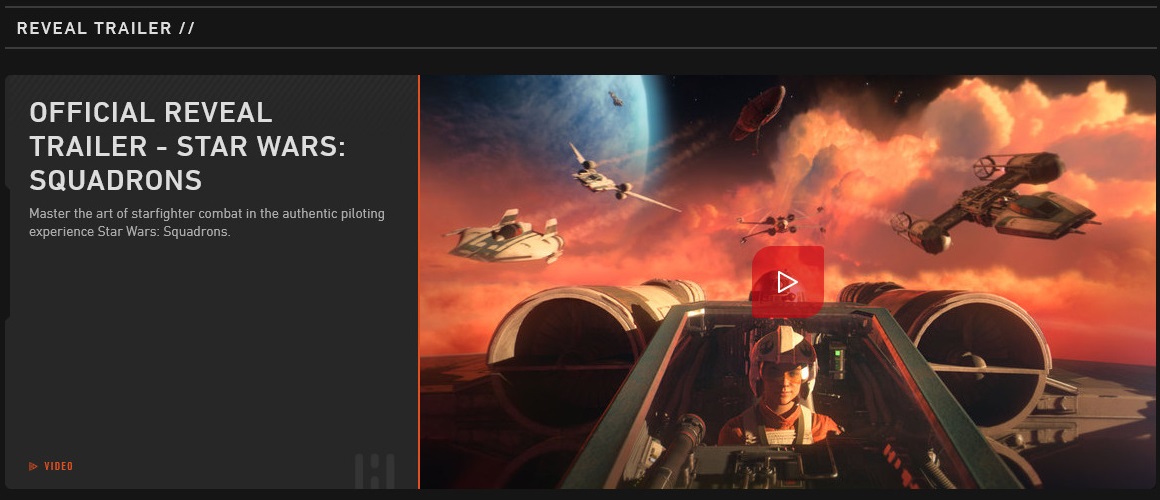 REVEAL TRAILER //
OFFICIAL REVEAL
TRAILER - STAR WARS:
SQUADRONS
Master the art of starfighter combat in the authentic piloting
experience Star Wars: Squadrons.
VIDEO